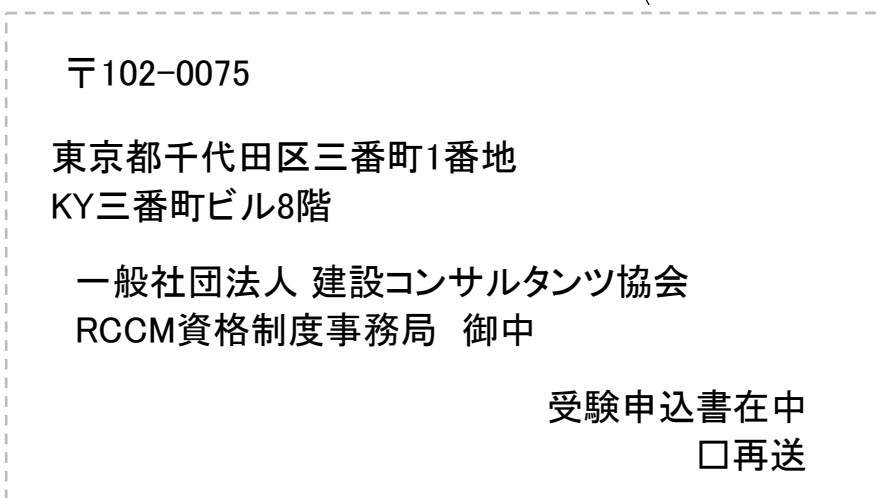 〒102-0075
東京都千代田区三番町1番地
KY三番町ビル8階
一般社団法人 建設コンサルタンツ協会
RCCM資格制度事務局　御中
受験申込書在中
□再送